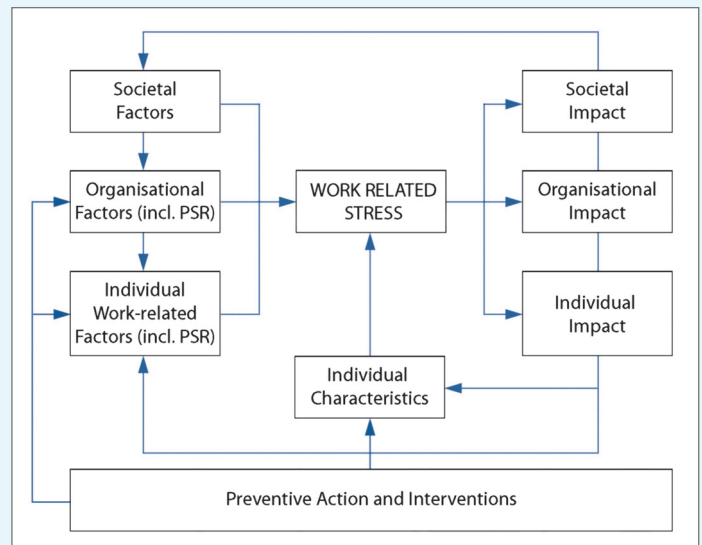 Societal
Factors
Societal
Impact
Organisational
Factors (incl. PSR)
WORK RELATED
STRESS
Organisational
Impact
Individual
Work-related
Factors (incl. PSR)
Individual
Impact
Individual
Characteristics
Preventive Action and Interventions